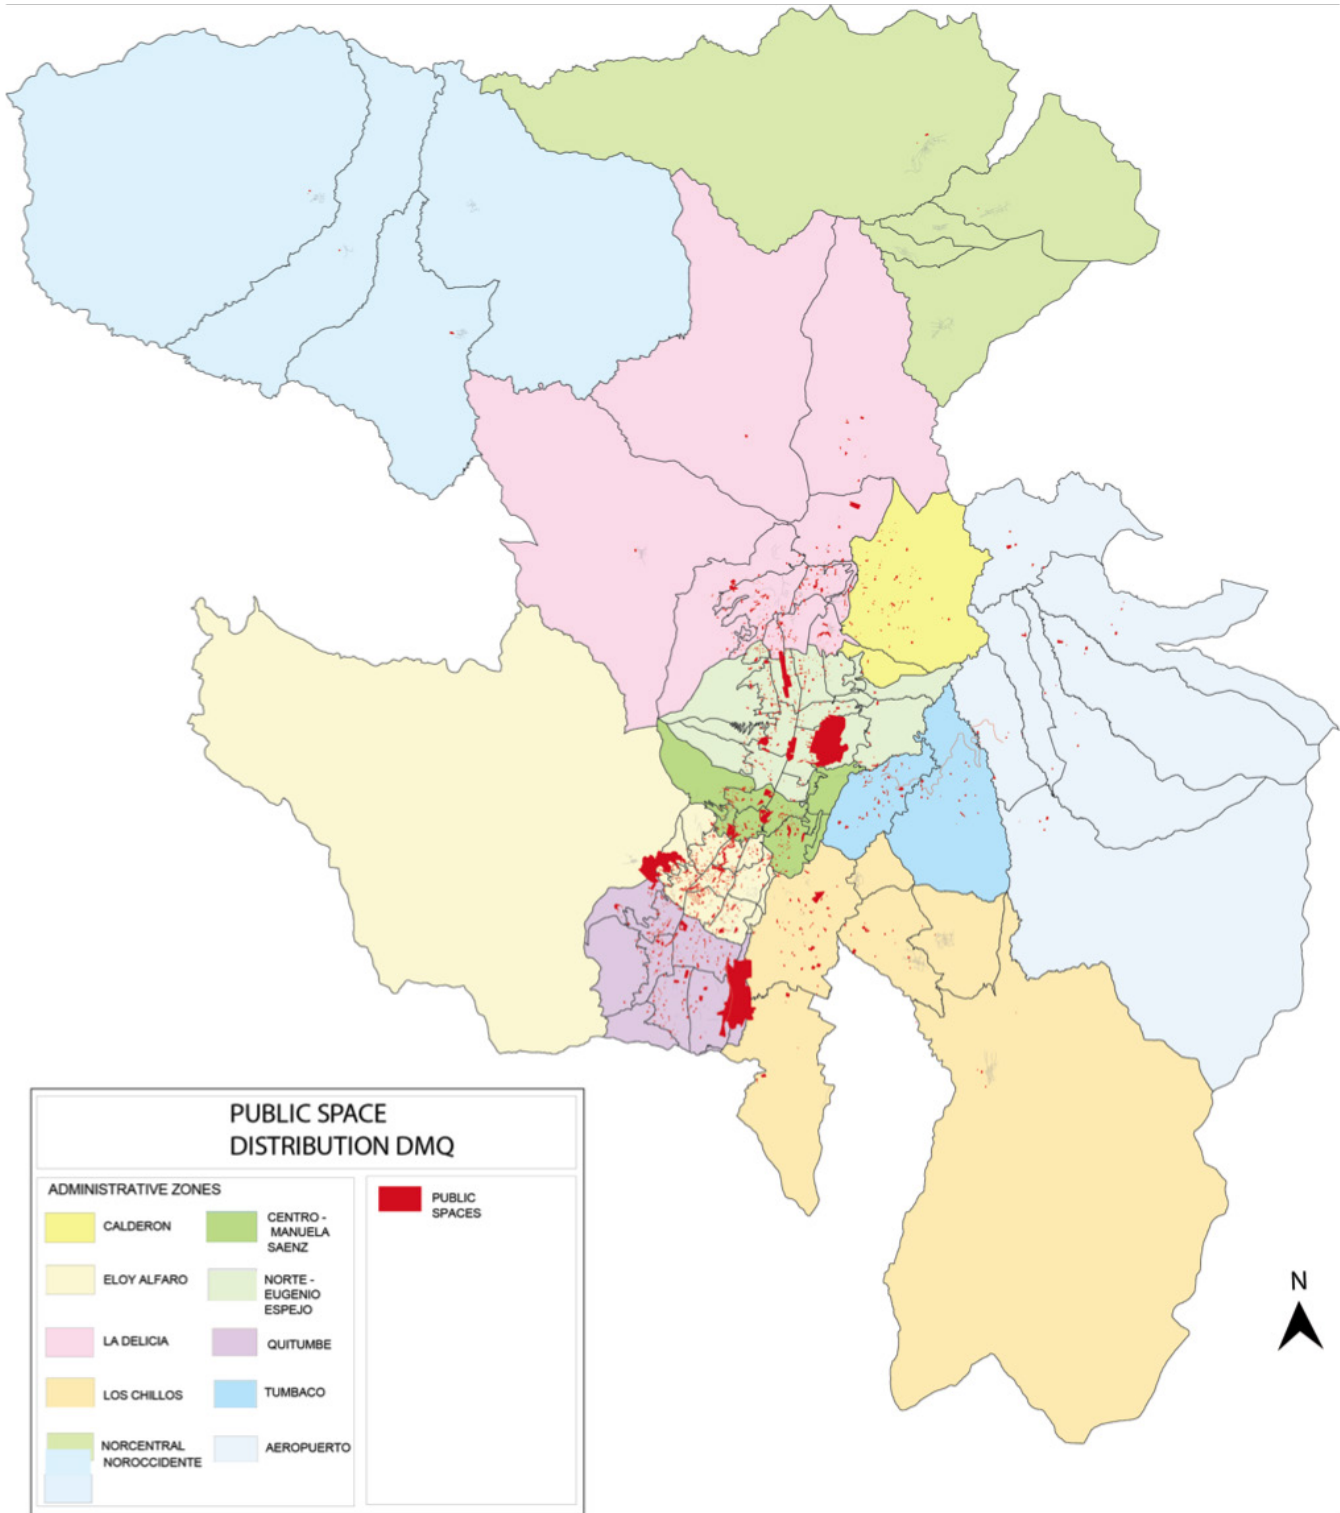 PUBLIC SPACE
DISTRIBUTION DMQ
ADMINISTRATIVE ZONES
CALDERON
ELOY ALFARO
LA DELICIA
LOS CHILLOS
NORCENTRAL
NOROCCIDENTE
CENTRO -
MANUELA
SAENZ
NORTE -
EUGENIO
ESPEJO
QUITUMBE
TUMBACO
AEROPUERTO
PUBLIC
SPACES
N